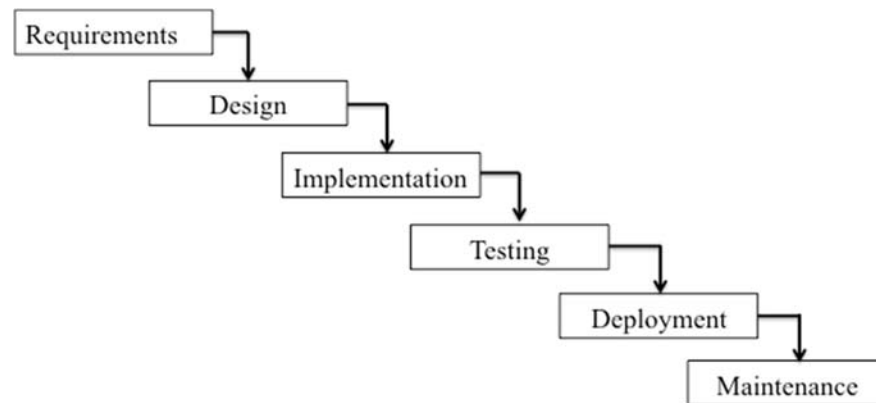 Requirements
Design
Implementation
Testing
Deployment
Maintenance